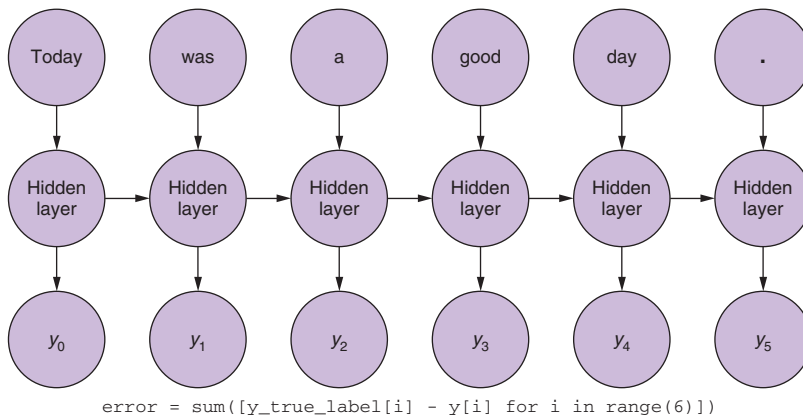 Today was a good day .
Hidden layer Hidden layer Hidden layer Hidden layer Hidden layer Hidden layer
y0 y1 y2 y3 y4 y5
error = sum([y_true_label[i] - y[i] for i in range(6)])